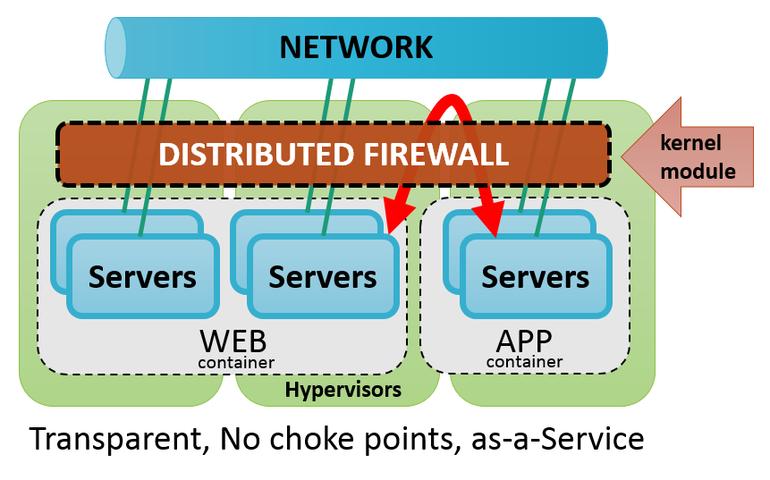 NETWORK
DISTRIBUTED FIREWALL
kernel
module
Servers
Servers
Servers
WEB
container
APP
container
Hypervisors
Transparent, No choke points, as-a-Service